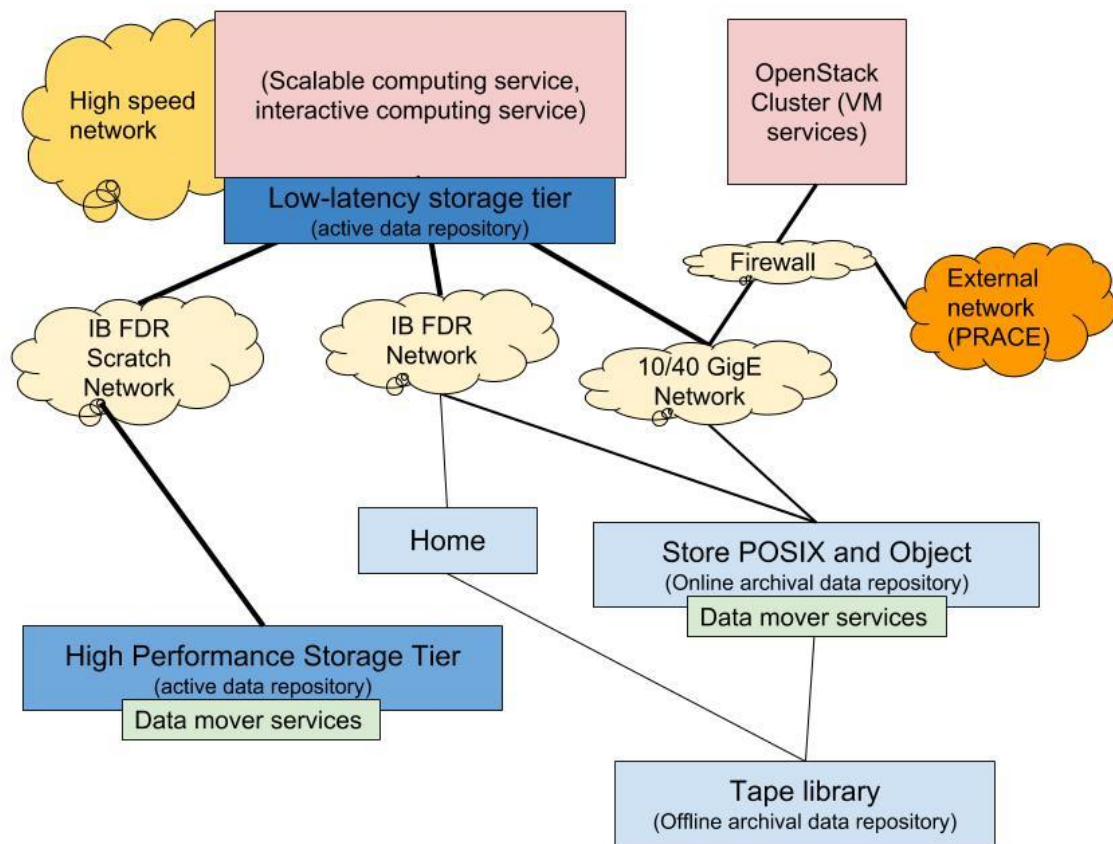 High speed
network
(Scalable computing service,
interactive computing service)
OpenStack
Cluster (VM
services)
Low-latency storage tier
(active data repository)
Firewall
External
network
(PRACE)
IB FDR
Scratch
Network
IB FDR
Network
10/40 GigE
Network
Home
Store POSIX and Object
(Online archival data repository)
Data mover services
High Performance Storage Tier
(active data repository)
Data mover services
Tape library
(Offline archival data repository)